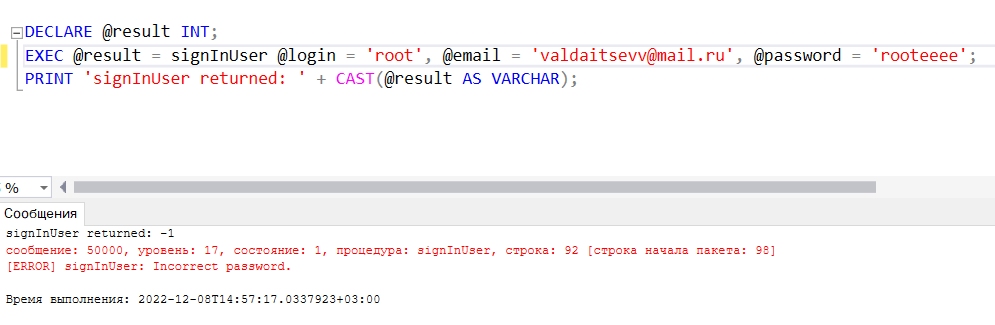 DECLARE @result INT;
EXEC @result = signInUser @login = 'root', @email = 'valdaitsevv@mail.ru', @password = 'rooteeee';
PRINT 'signInUser returned: ' + CAST(@result AS VARCHAR);
%
Сообщения
signInUser returned: -1
сообщение: 50000, уровень: 17, состояние: 1, процедура: signInUser, строка: 92 [строка начала пакета: 98]
[ERROR] signInUser: Incorrect password.
Время выполнения: 2022-12-08T14:57:17.0337923+03:00